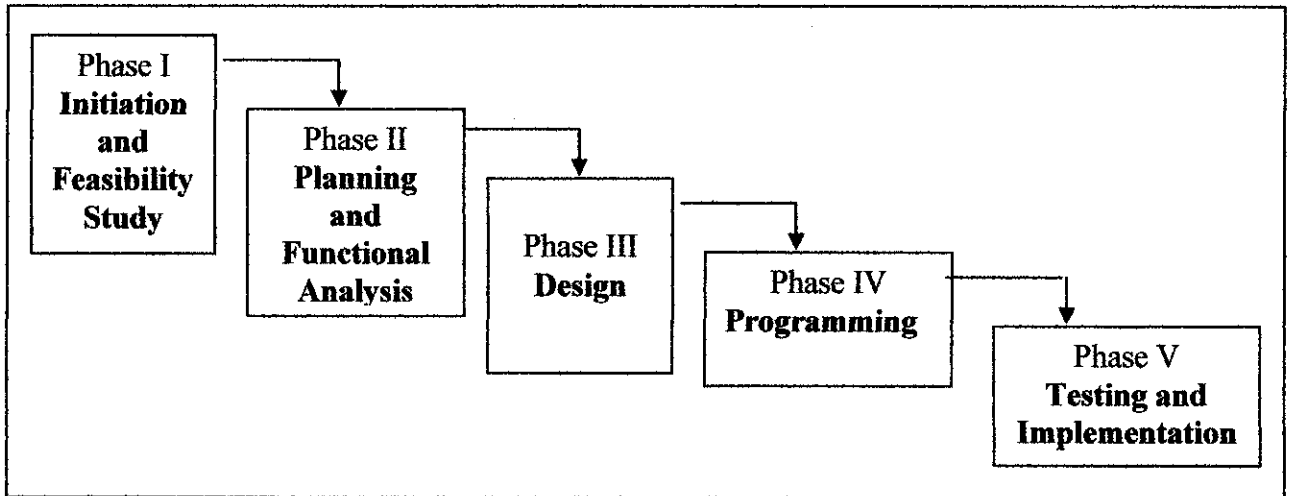 Phase I
Initiation
and
Feasibility
Study
Phase II
Planning
and
Functional
Analysis
Phase III
Design
Phase IV
Programming
Phase V
Testing and
Implementation